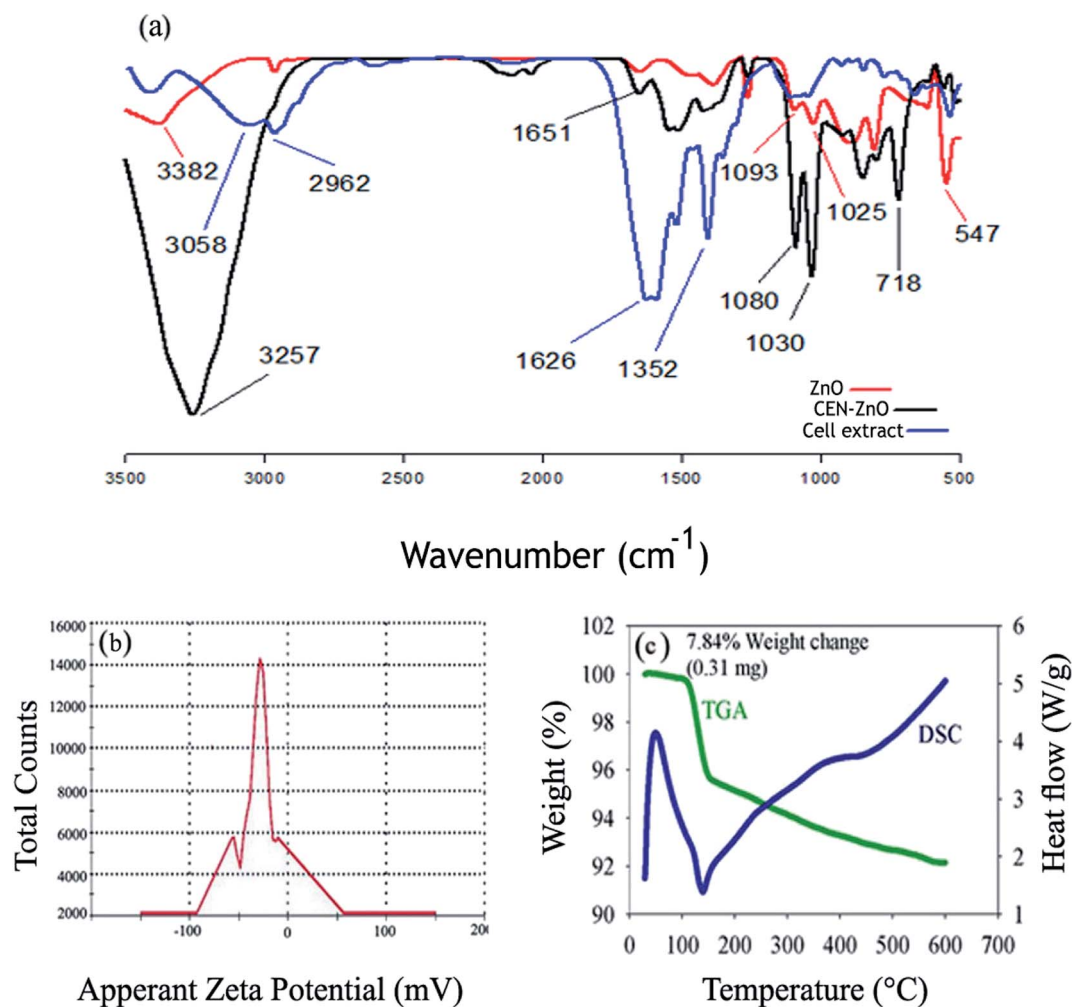 (a)
3382
3058
2962
3257
1651
1626
1352
1093
1025
1080
1030
718
547
ZnO
CEN-ZnO
Cell extract
3500 3000 2500 2000 1500 1000 500
Wavenumber (cm-1)
(b)
16000
14000
12000
10000
8000
6000
4000
2000
-100 0 100 200
Total Counts
Apperant Zeta Potential (mV)
(c)
7.84% Weight change
(0.31 mg)
TGA
DSC
102
100
98
96
94
92
90
6
5
4
3
2
1
0 100 200 300 400 500 600 700
Weight (%)
Heat flow (W/g)
Temperature (°C)